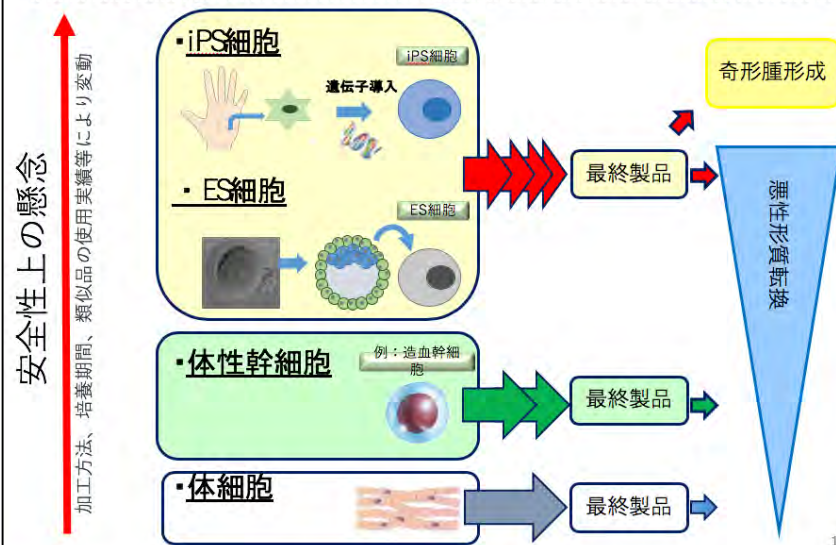 安全性上の懸念
加工方法、培養期間、類似品の使用実績等により変動
・iPS細胞
iPS細胞
遺伝子導入
・ES細胞
ES細胞
最終製品
奇形腫形成
悪性形質転換
・体性幹細胞
例：造血幹細
胞
最終製品
・体細胞
最終製品
1